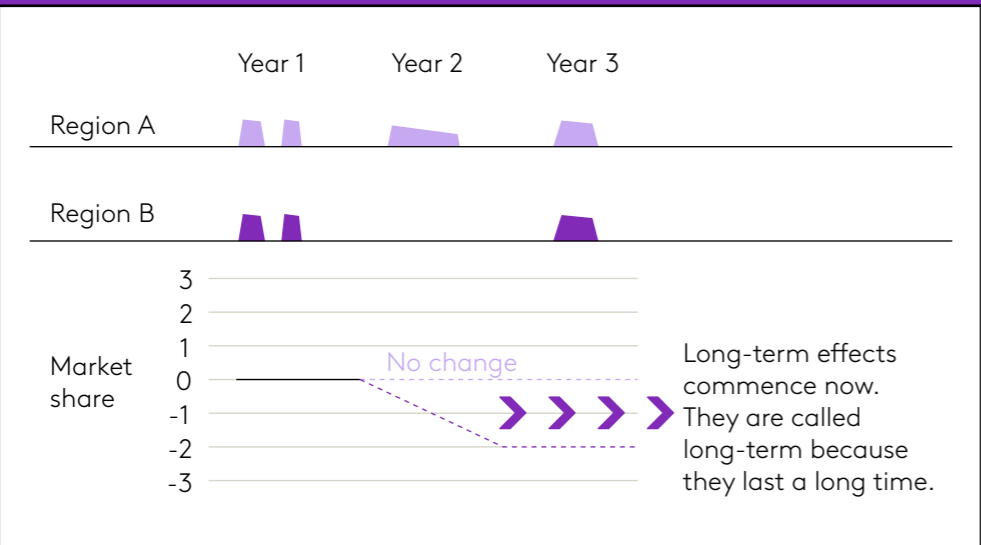 Year 1
Year 2
Year 3
Region A
Region B
3
2
1
0
-1
-2
-3
Market
share
No change
Long-term effects
commence now.
They are called
long-term because
they last a long time.